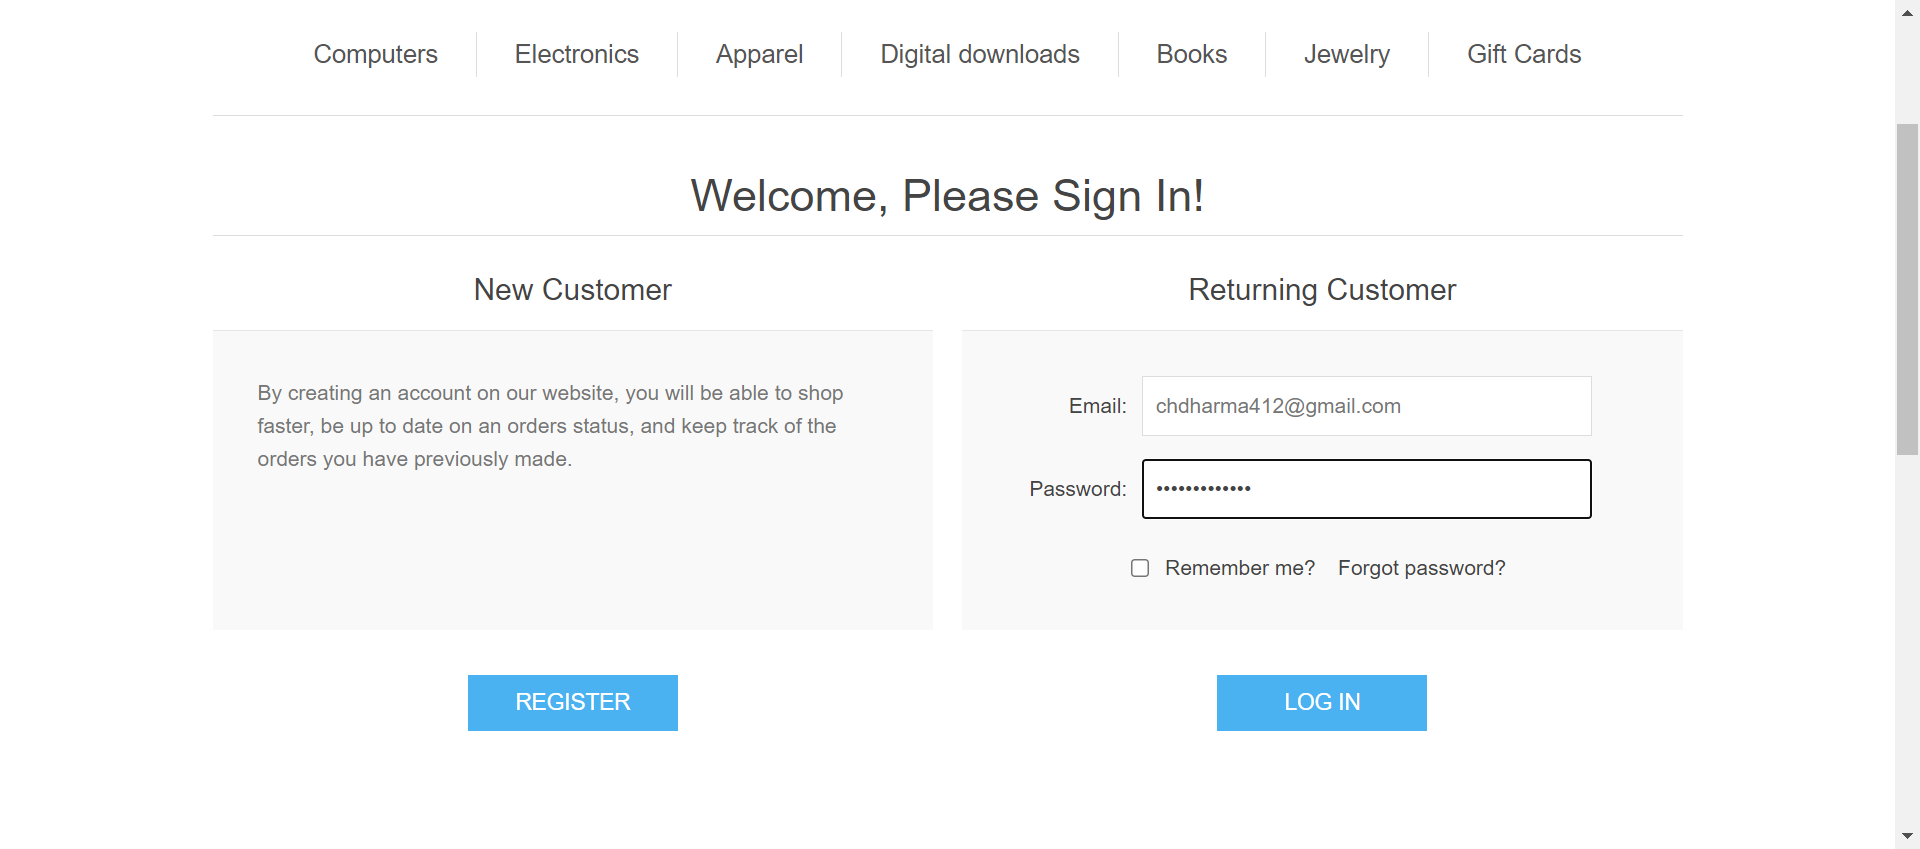 Computers Electronics Apparel Digital downloads Books Jewelry Gift Cards
Welcome, Please Sign In!
New Customer
By creating an account on our website, you will be able to shop
faster, be up to date on an orders status, and keep track of the
orders you have previously made.
REGISTER
Returning Customer
Email: chdharma412@gmail.com
Password: •••••••••••••
Remember me? Forgot password?
LOG IN